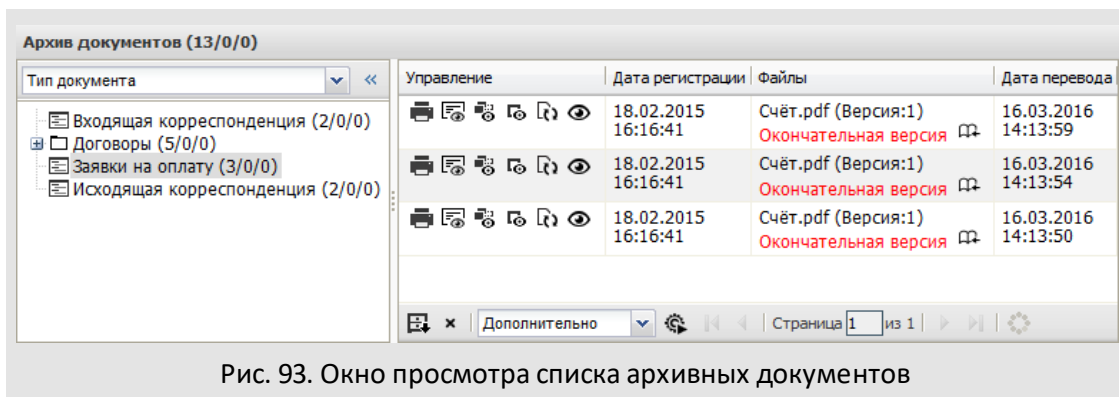 Архив документов (13/0/0)
Тип документа
Входящая корреспонденция (2/0/0)
Договоры (5/0/0)
Заявки на оплату (3/0/0)
Исходящая корреспонденция (2/0/0)
Управление Дата регистрации Файлы Дата перевода
18.02.2015 Счёт.pdf (Версия:1) 16.03.2016
16:16:41 Окончательная версия 14:13:59
18.02.2015 Счёт.pdf (Версия:1) 16.03.2016
16:16:41 Окончательная версия 14:13:54
18.02.2015 Счёт.pdf (Версия:1) 16.03.2016
16:16:41 Окончательная версия 14:13:50
Дополнительно Страница 1 из 1
Рис. 93. Окно просмотра списка архивных документов